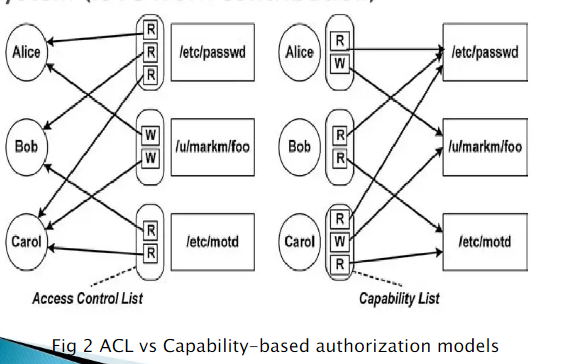 Alice
R
R
R
/etc/passwd
Bob
W
W
/u/markm/foo
Carol
R
R
/etc/motd
Access Control List
Alice
R
W
/etc/passwd
Bob
R
R
/u/markm/foo
Carol
R
W
R
/etc/motd
Capability List
Fig 2 ACL vs Capability-based authorization models